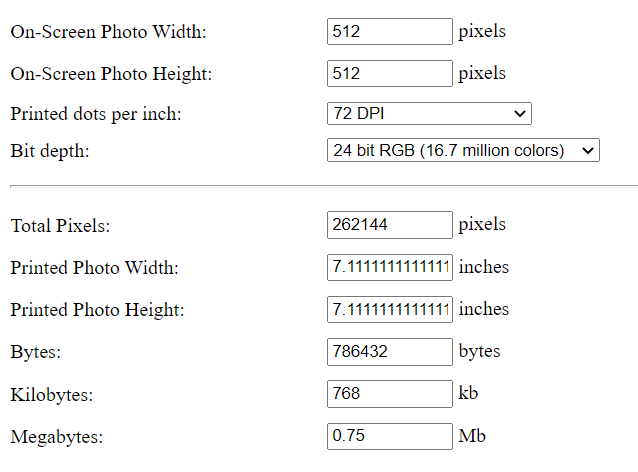 On-Screen Photo Width: 512 pixels
On-Screen Photo Height: 512 pixels
Printed dots per inch: 72 DPI
Bit depth: 24 bit RGB (16.7 million colors)
Total Pixels: 262144 pixels
Printed Photo Width: 7.1111111111111 inches
Printed Photo Height: 7.1111111111111 inches
Bytes: 786432 bytes
Kilobytes: 768 kb
Megabytes: 0.75 Mb